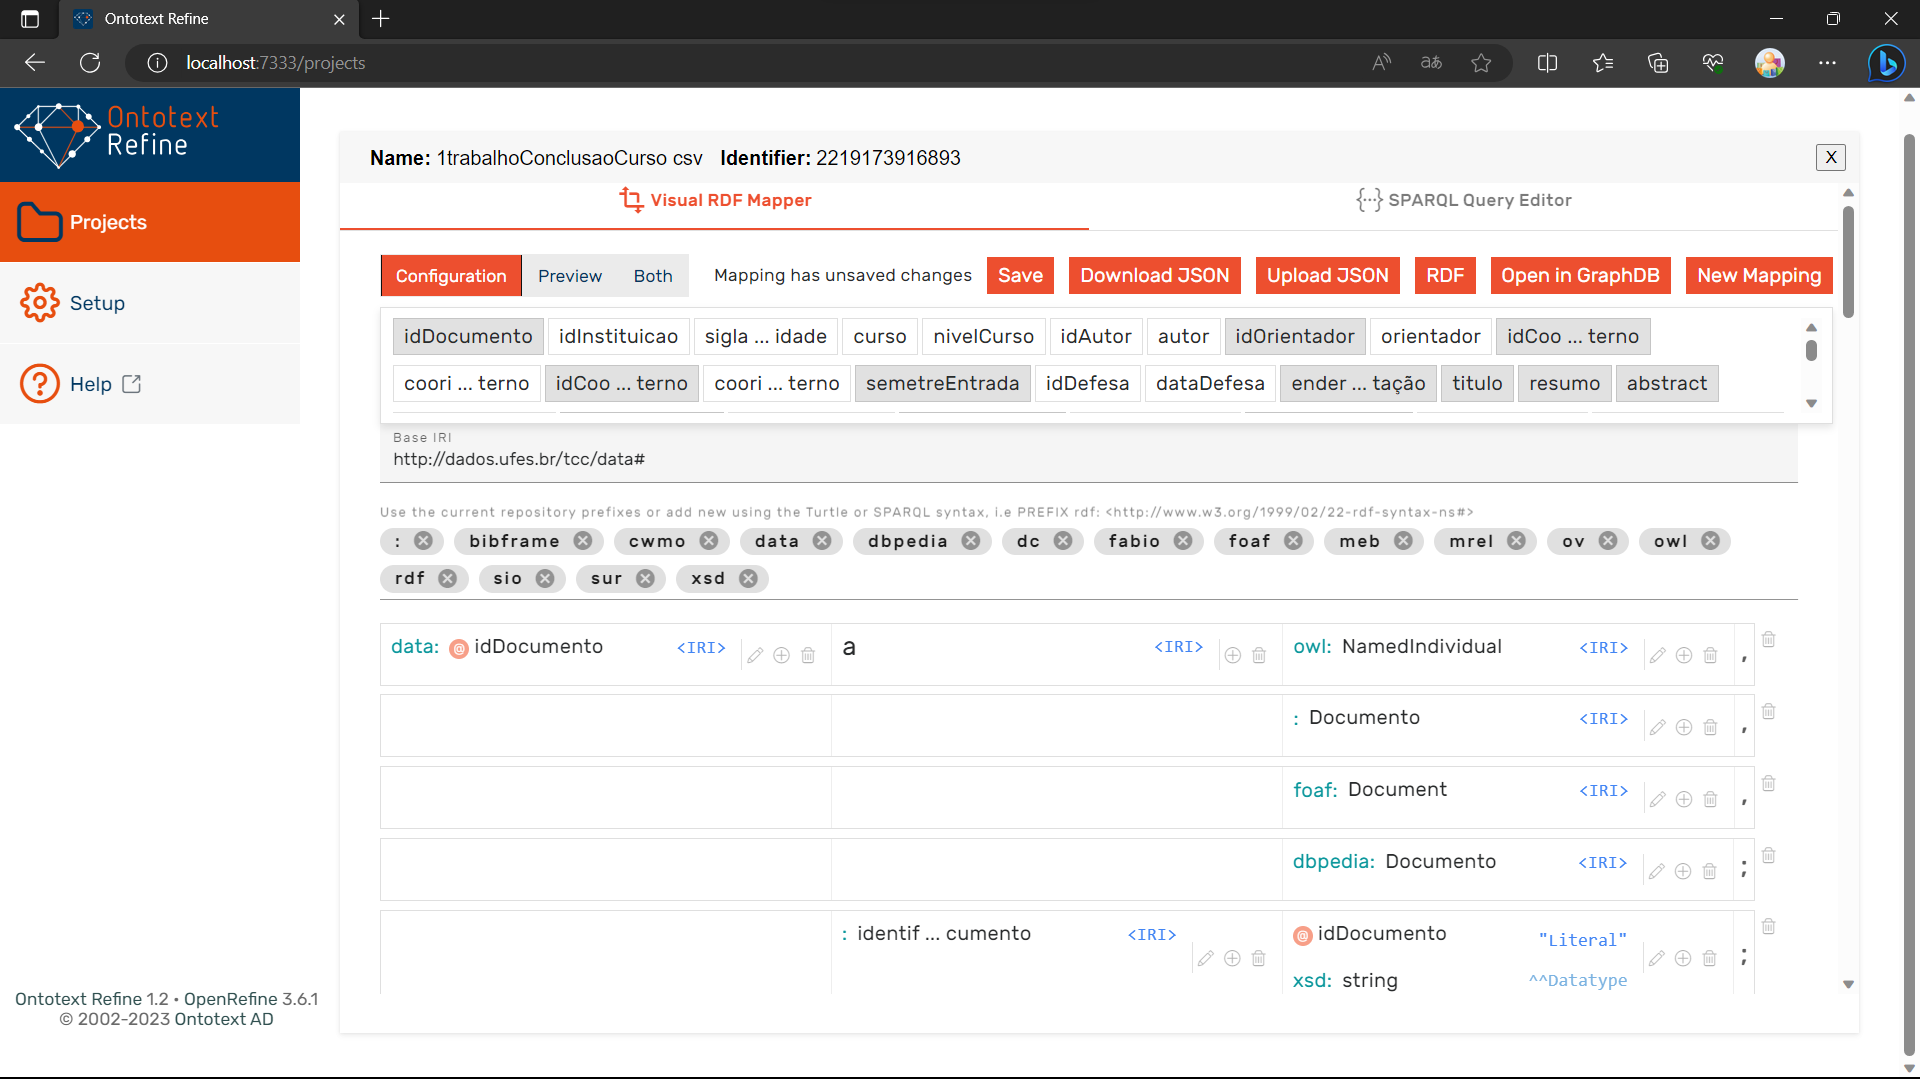 Ontotext Refine
localhost:7333/projects
Ontotext
Refine
Projects
Setup
Help
Name: 1trabalhoConclusaoCurso csv Identifier: 2219173916893
X
Visual RDF Mapper
SPARQL Query Editor
Configuration Preview Both Mapping has unsaved changes Save Download JSON Upload JSON RDF Open in GraphDB New Mapping
idDocumento idInstituicao sigla ... idade curso nivelCurso idAutor autor idOrientador orientador idCoo ... terno
coori ... terno idCoo ... terno coori ... terno semetreEntrada idDefesa dataDefesa ender ... tação titulo resumo abstract
Base IRI
http://dados.ufes.br/tcc/data#
Use the current repository prefixes or add new using the Turtle or SPARQL syntax, i.e PREFIX rdf: <http://www.w3.org/1999/02/22-rdf-syntax-ns#>
: bibframe cwmo data dbpedia dc fabio foaf meb mrel ov owl
rdf sio sur xsd
data: @ idDocumento <IRI> a <IRI> owl: NamedIndividual <IRI> ,
: Documento <IRI> ,
foaf: Document <IRI> ,
dbpedia: Documento <IRI> ;
: identif ... cumento <IRI> @ idDocumento "Literal" ;
xsd: string ^^Datatype
Ontotext Refine 1.2 • OpenRefine 3.6.1
© 2002-2023 Ontotext AD